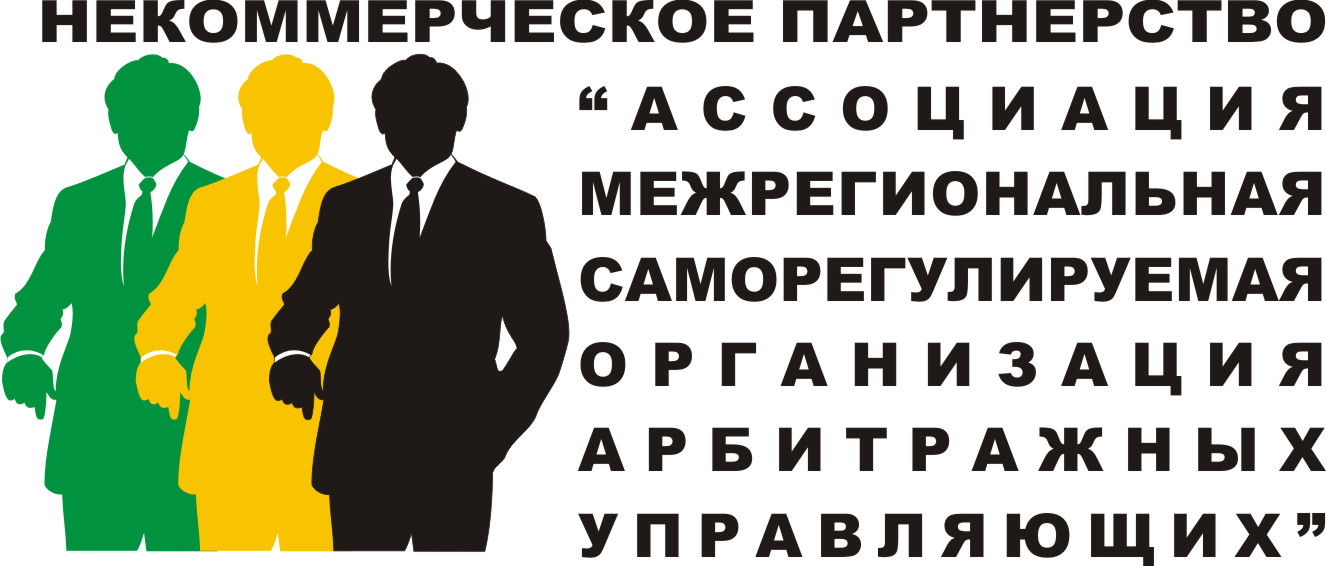 НЕКОММЕРЧЕСКОЕ ПАРТНЕРСТВО
“АССОЦИАЦИЯ
МЕЖРЕГИОНАЛЬНАЯ
САМОРЕГУЛИРУЕМАЯ
ОРГАНИЗАЦИЯ
АРБИТРАЖНЫХ
УПРАВЛЯЮЩИХ”